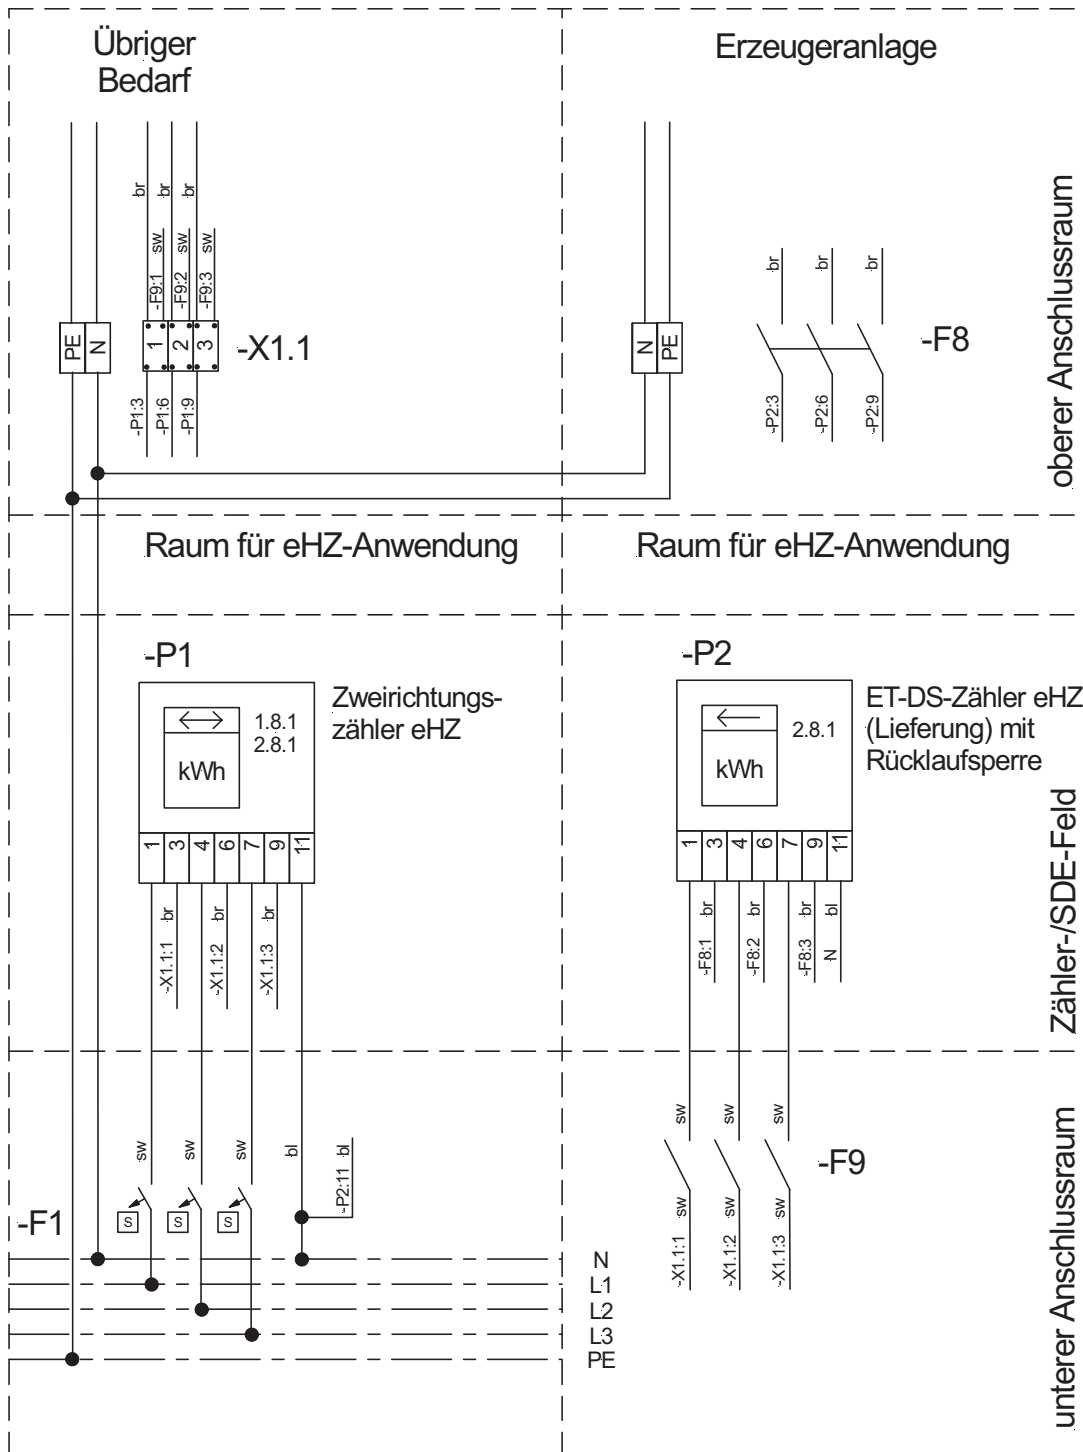 Übriger
Bedarf
Erzeugeranlage
oberer Anschlussraum
br
br
br
-F9:1 sw
-F9:2 sw
-F9:3 sw
PE
N
1
2
3
-X1.1
-P1:3
-P1:6
-P1:9
N
PE
br
br
br
-F8
-P2:3
-P2:6
-P2:9
Raum für eHZ-Anwendung
Raum für eHZ-Anwendung
-P1
Zweirichtungs-
zähler eHZ
1.8.1
2.8.1
kWh
1
3
4
6
7
9
11
-X1.1:1 br
-X1.1:2 br
-X1.1:3 br
-P2
ET-DS-Zähler eHZ
(Lieferung) mit
Rücklaufsperre
2.8.1
kWh
1
3
4
6
7
9
11
-F8:1 br
-F8:2 br
-F8:3 br
N bl
Zähler-/SDE-Feld
sw
sw
sw
bl
-P2:11 bl
S
S
S
-F1
N
L1
L2
L3
PE
sw
sw
sw
-F9
-X1.1:1 sw
-X1.1:2 sw
-X1.1:3 sw
unterer Anschlussraum